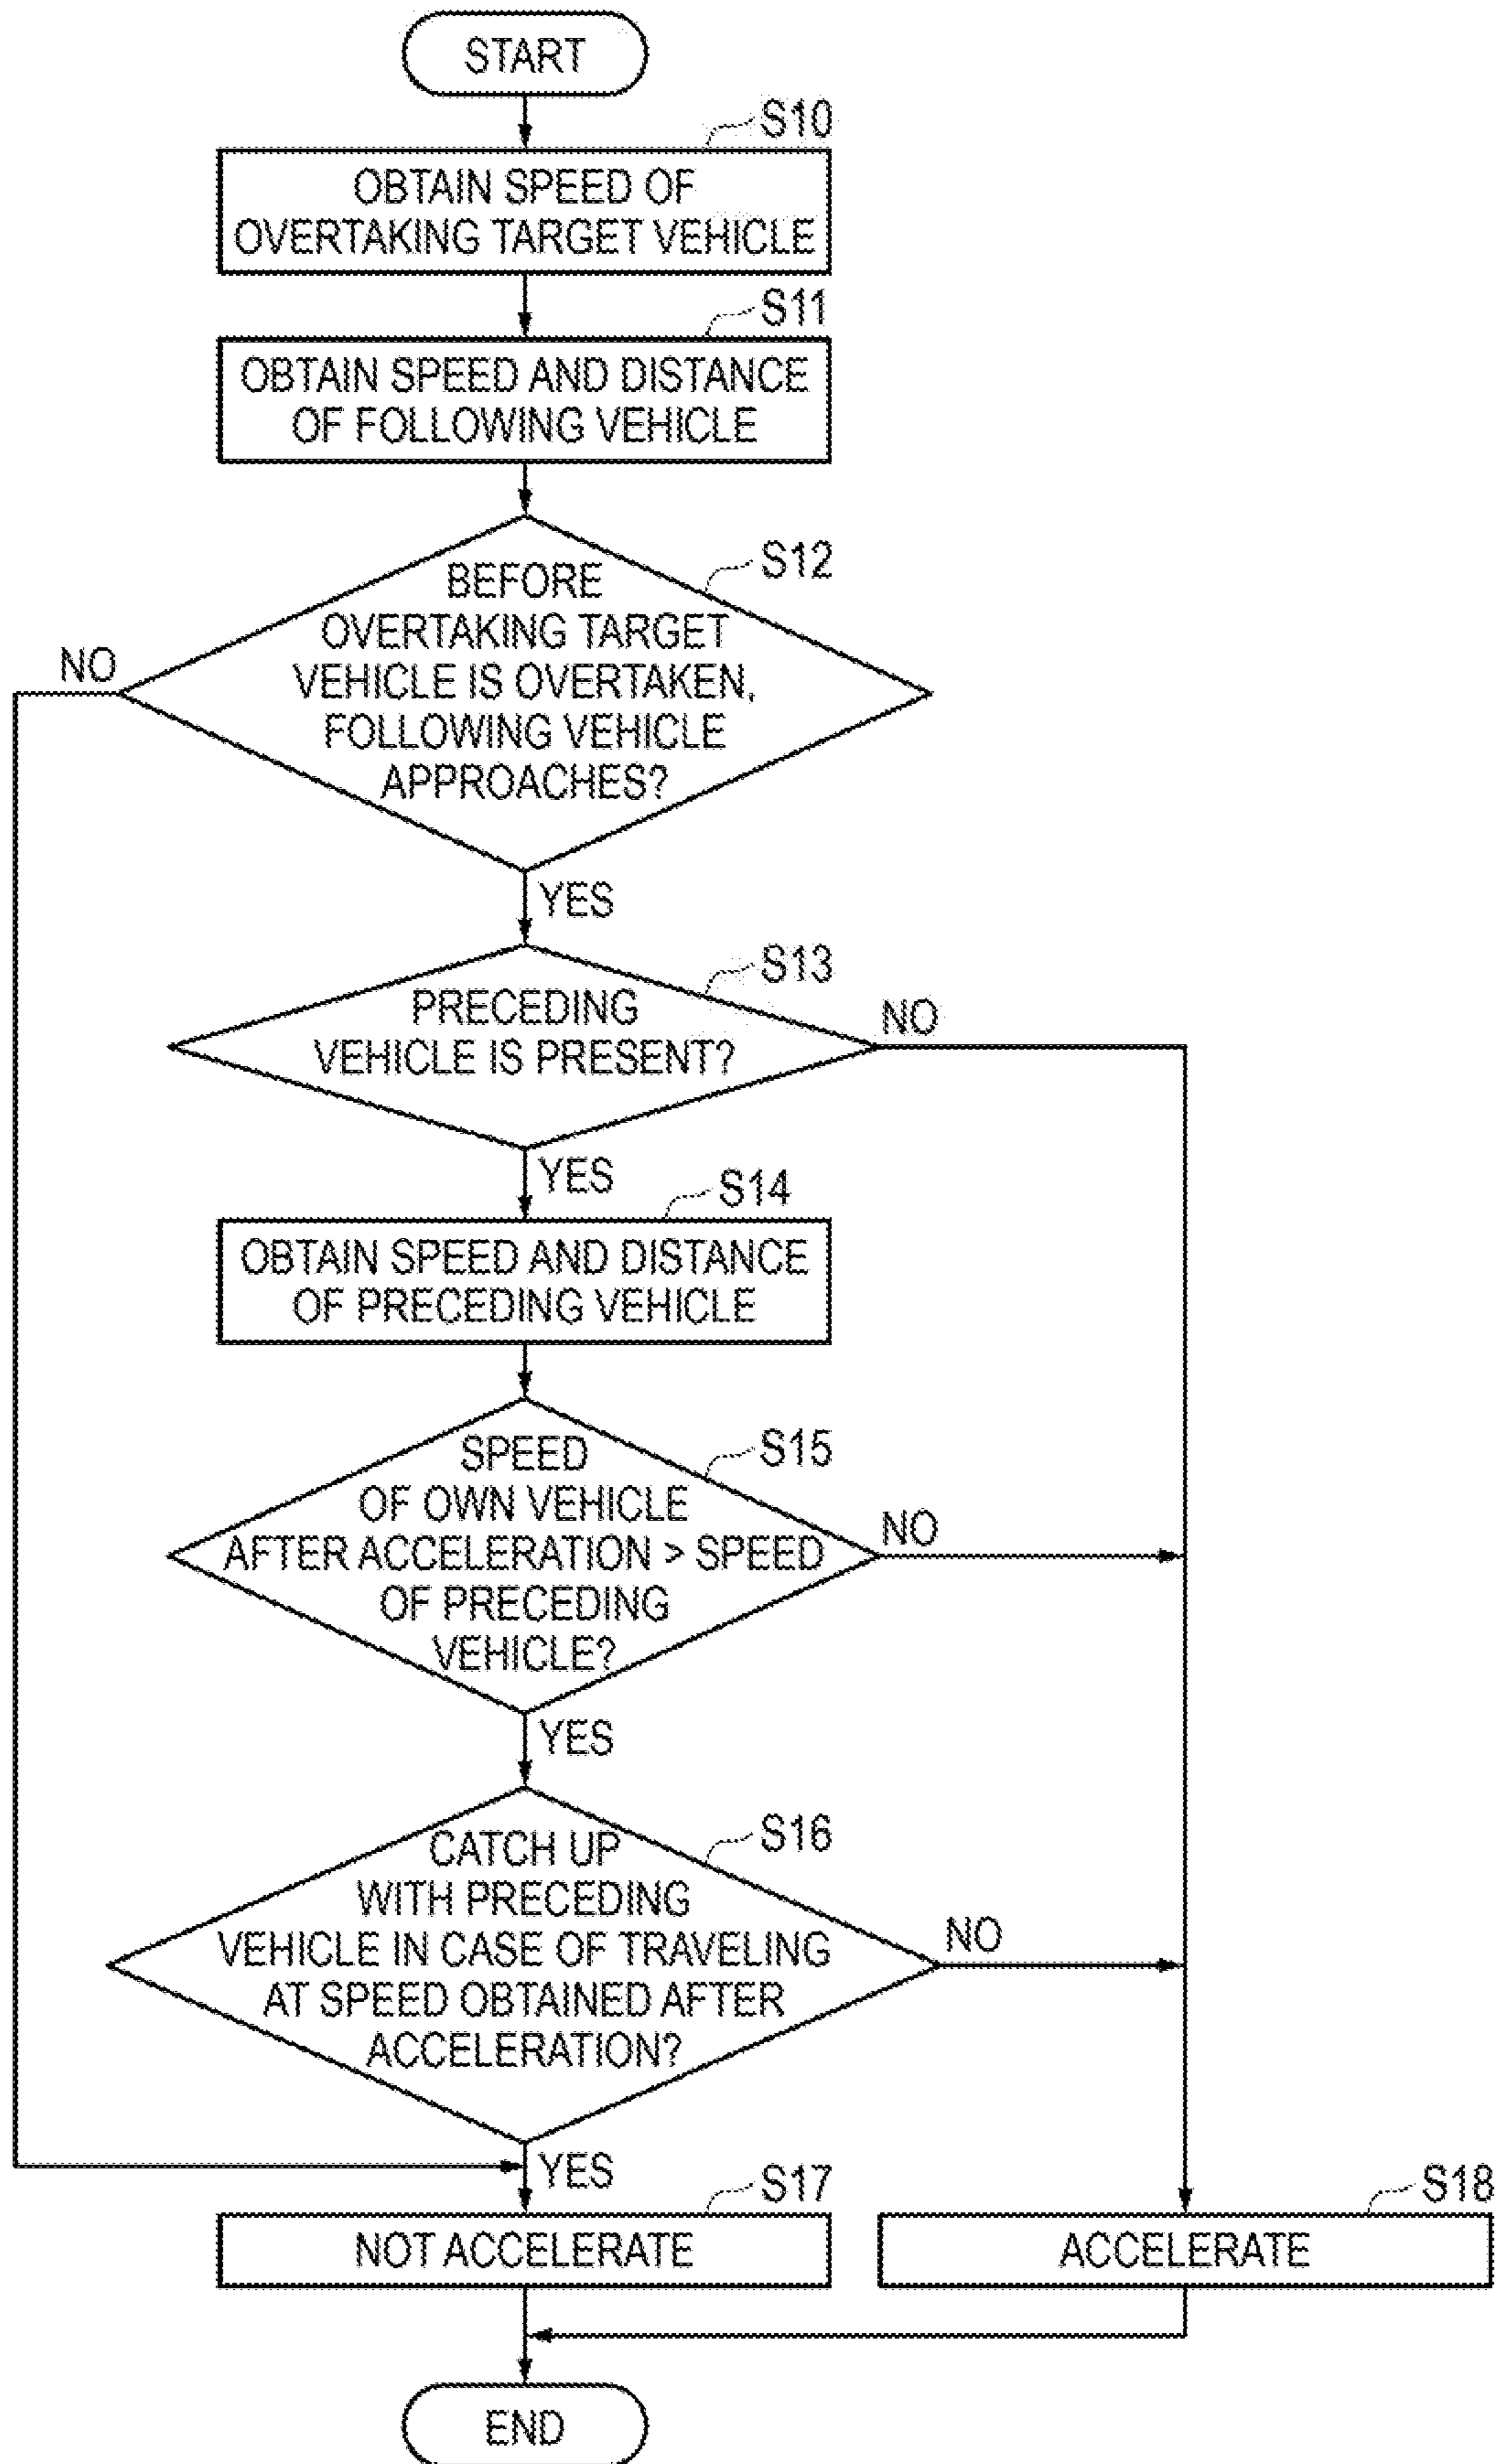 START
S10
OBTAIN SPEED OF
OVERTAKING TARGET VEHICLE
S11
OBTAIN SPEED AND DISTANCE
OF FOLLOWING VEHICLE
S12
BEFORE
OVERTAKING TARGET
VEHICLE IS OVERTAKEN,
FOLLOWING VEHICLE
APPROACHES?
NO
YES
S13
PRECEDING
VEHICLE IS PRESENT?
NO
YES
S14
OBTAIN SPEED AND DISTANCE
OF PRECEDING VEHICLE
S15
SPEED
OF OWN VEHICLE
AFTER ACCELERATION > SPEED
OF PRECEDING
VEHICLE?
NO
YES
S16
CATCH UP
WITH PRECEDING
VEHICLE IN CASE OF TRAVELING
AT SPEED OBTAINED AFTER
ACCELERATION?
NO
YES
S17
NOT ACCELERATE
S18
ACCELERATE
END